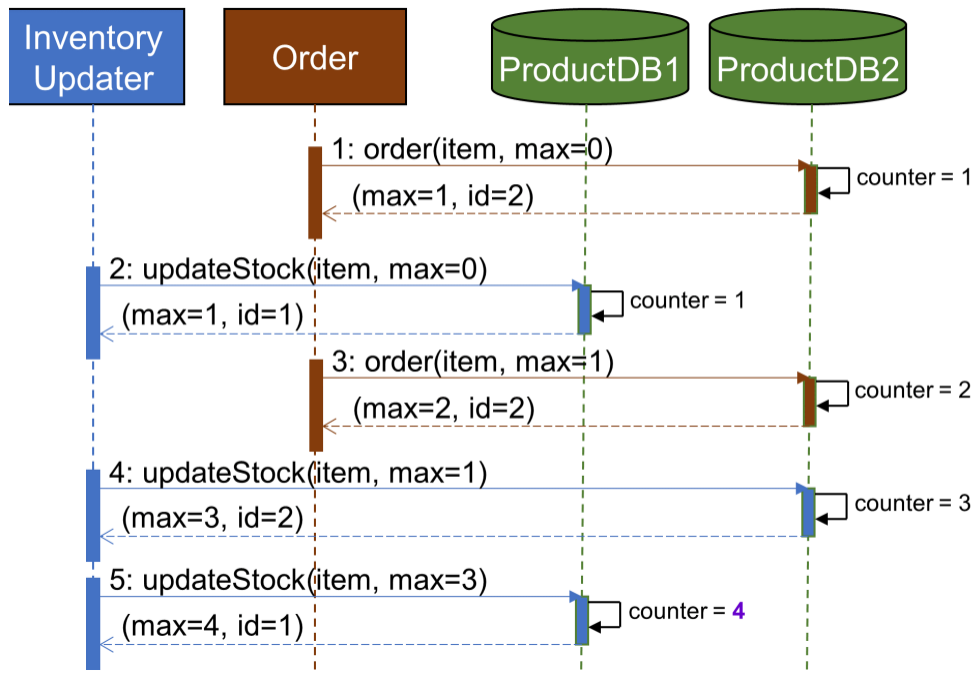 Inventory
Updater
Order
ProductDB1
ProductDB2
1: order(item, max=0)
counter = 1
(max=1, id=2)
2: updateStock(item, max=0)
counter = 1
(max=1, id=1)
3: order(item, max=1)
counter = 2
(max=2, id=2)
4: updateStock(item, max=1)
counter = 3
(max=3, id=2)
5: updateStock(item, max=3)
counter = 4
(max=4, id=1)